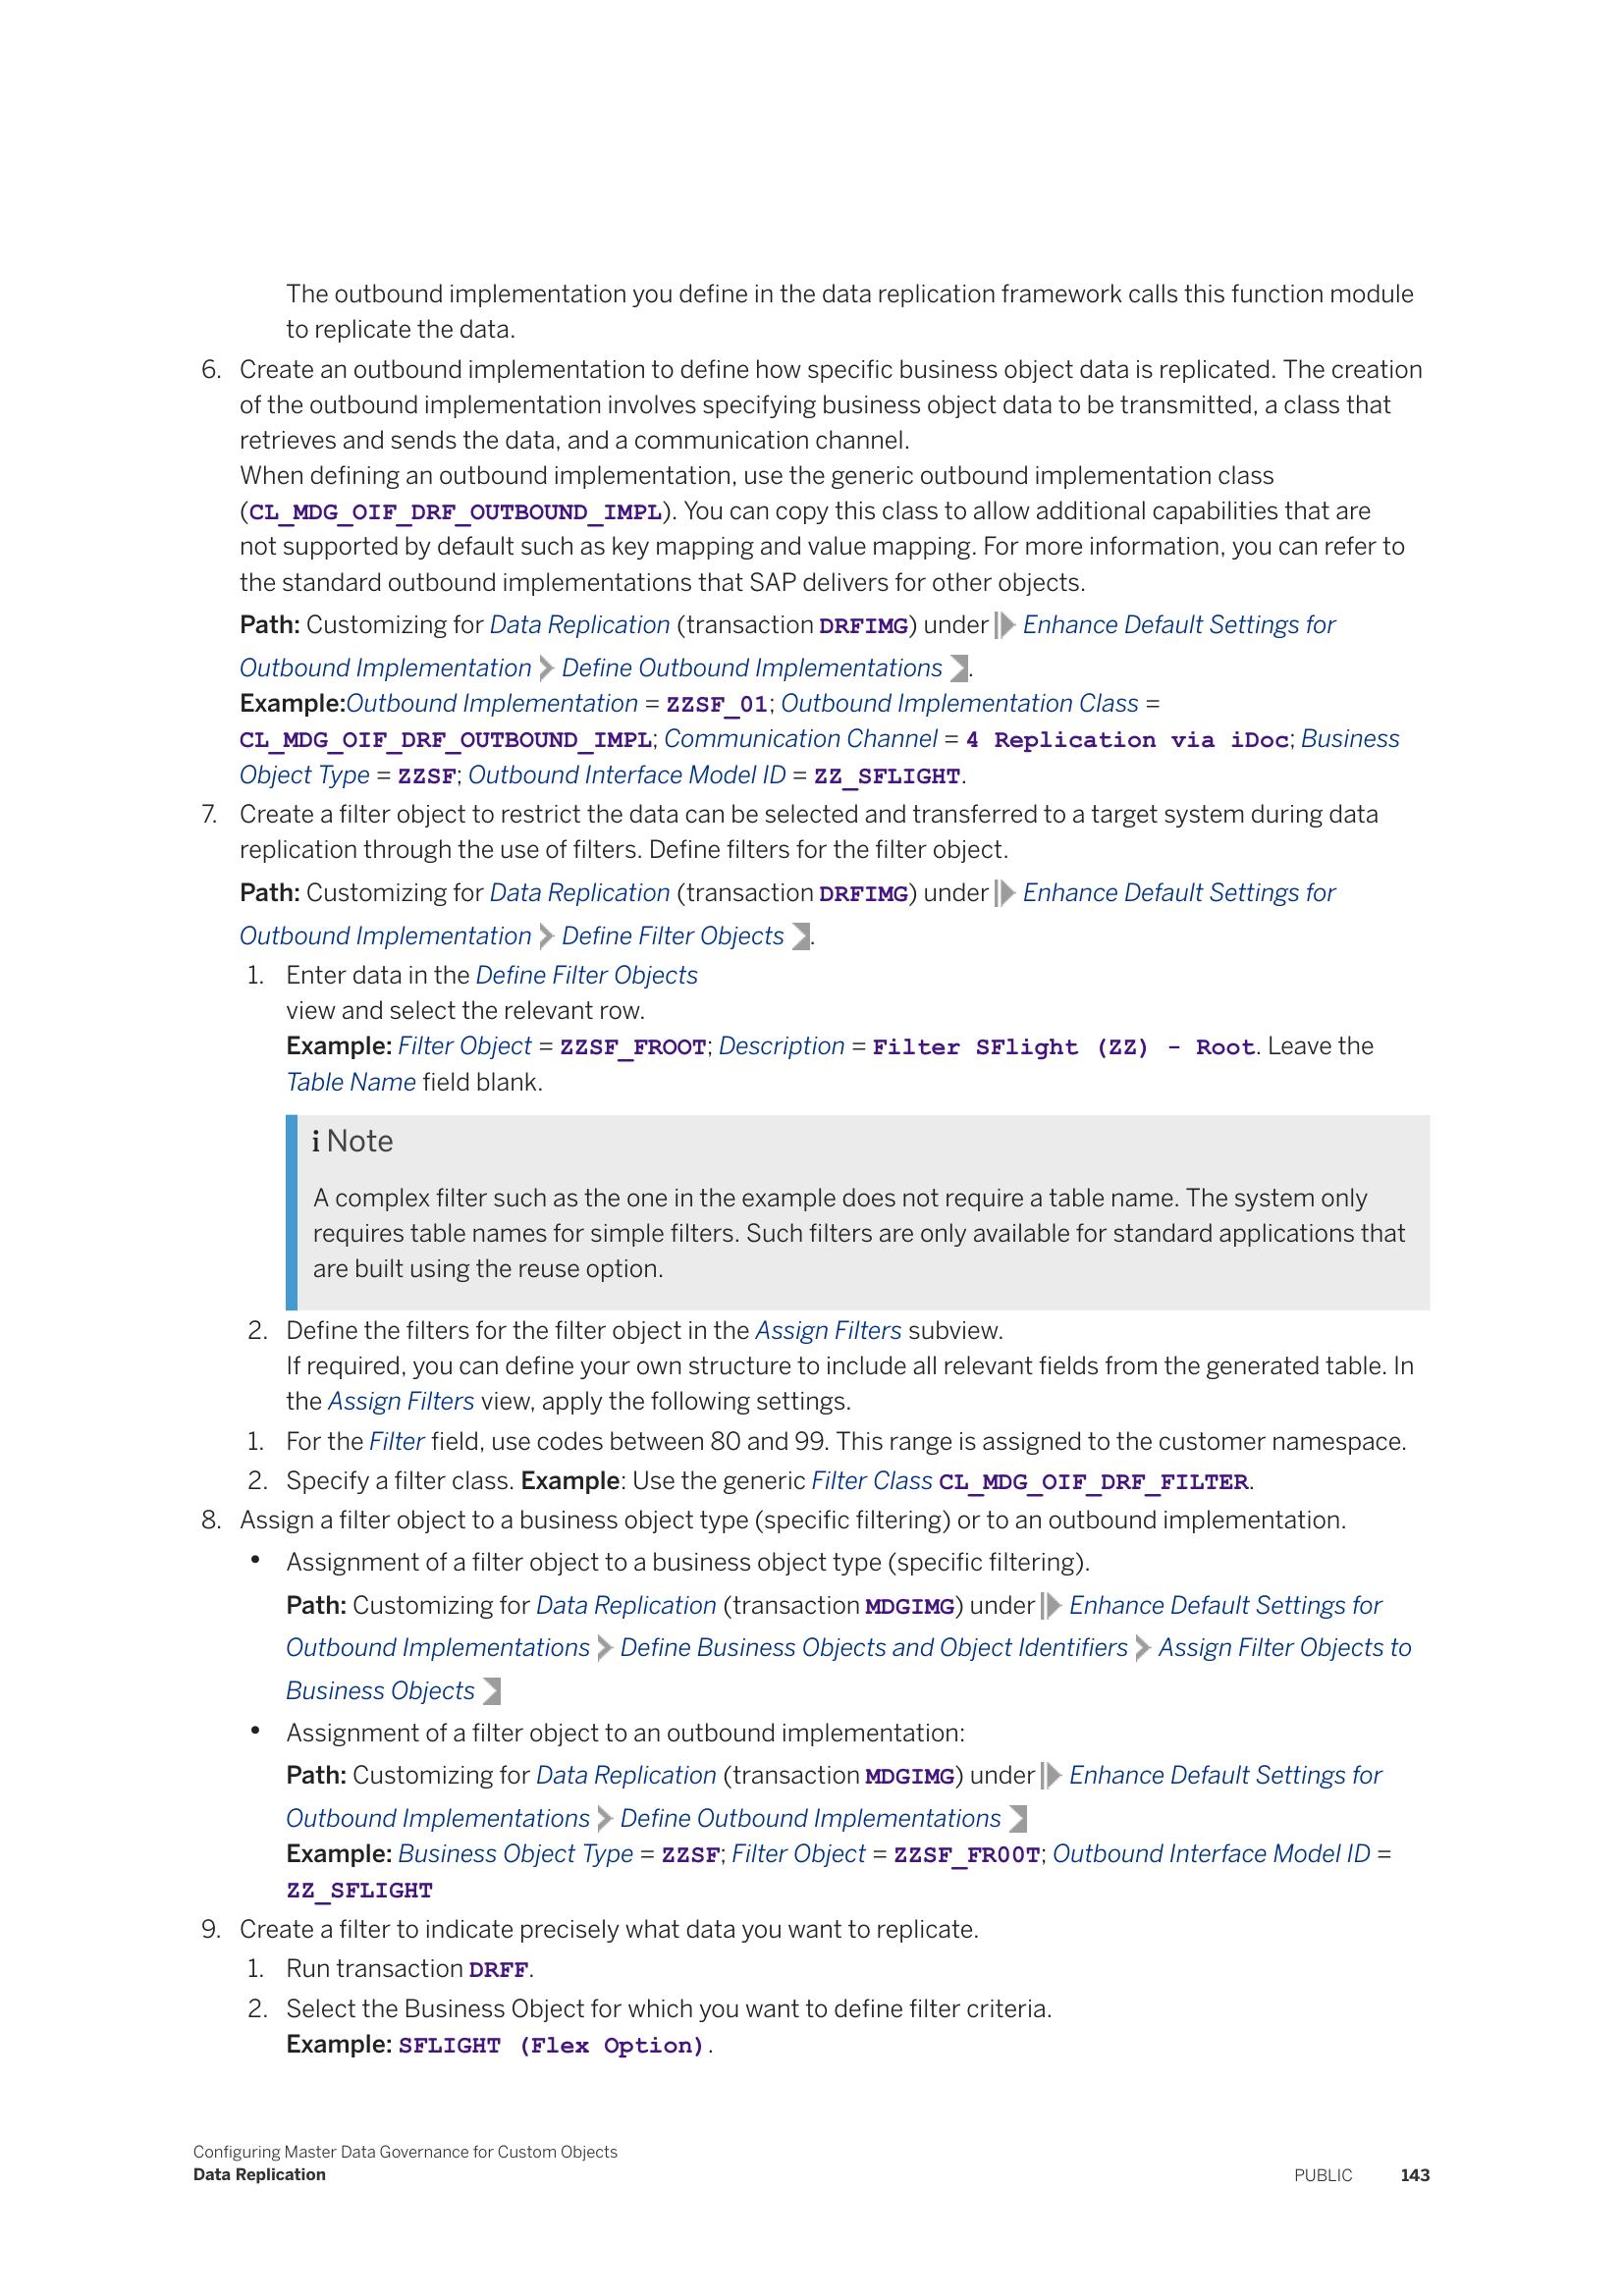 The outbound implementation you define in the data replication framework calls this function module
to replicate the data.
6. Create an outbound implementation to define how specific business object data is replicated. The creation
of the outbound implementation involves specifying business object data to be transmitted, a class that
retrieves and sends the data, and a communication channel.
When defining an outbound implementation, use the generic outbound implementation class
(CL_MDG_OIF_DRF_OUTBOUND_IMPL). You can copy this class to allow additional capabilities that are
not supported by default such as key mapping and value mapping. For more information, you can refer to
the standard outbound implementations that SAP delivers for other objects.
Path: Customizing for Data Replication (transaction DRFIMG) under Enhance Default Settings for
Outbound Implementation Define Outbound Implementations .
Example:Outbound Implementation = ZZSF_01; Outbound Implementation Class =
CL_MDG_OIF_DRF_OUTBOUND_IMPL; Communication Channel = 4 Replication via iDoc; Business
Object Type = ZZSF; Outbound Interface Model ID = ZZ_SFLIGHT.
7. Create a filter object to restrict the data can be selected and transferred to a target system during data
replication through the use of filters. Define filters for the filter object.
Path: Customizing for Data Replication (transaction DRFIMG) under Enhance Default Settings for
Outbound Implementation Define Filter Objects .
1. Enter data in the Define Filter Objects
view and select the relevant row.
Example: Filter Object = ZZSF_FROOT; Description = Filter SFlight (ZZ) - Root. Leave the
Table Name field blank.
i Note
A complex filter such as the one in the example does not require a table name. The system only
requires table names for simple filters. Such filters are only available for standard applications that
are built using the reuse option.
2. Define the filters for the filter object in the Assign Filters subview.
If required, you can define your own structure to include all relevant fields from the generated table. In
the Assign Filters view, apply the following settings.
1. For the Filter field, use codes between 80 and 99. This range is assigned to the customer namespace.
2. Specify a filter class. Example: Use the generic Filter Class CL_MDG_OIF_DRF_FILTER.
8. Assign a filter object to a business object type (specific filtering) or to an outbound implementation.
• Assignment of a filter object to a business object type (specific filtering).
Path: Customizing for Data Replication (transaction MDGIMG) under Enhance Default Settings for
Outbound Implementations Define Business Objects and Object Identifiers Assign Filter Objects to
Business Objects
• Assignment of a filter object to an outbound implementation:
Path: Customizing for Data Replication (transaction MDGIMG) under Enhance Default Settings for
Outbound Implementations Define Outbound Implementations
Example: Business Object Type = ZZSF; Filter Object = ZZSF_FR00T; Outbound Interface Model ID =
ZZ_SFLIGHT
9. Create a filter to indicate precisely what data you want to replicate.
1. Run transaction DRFF.
2. Select the Business Object for which you want to define filter criteria.
Example: SFLIGHT (Flex Option).
Configuring Master Data Governance for Custom Objects
Data Replication
PUBLIC 143